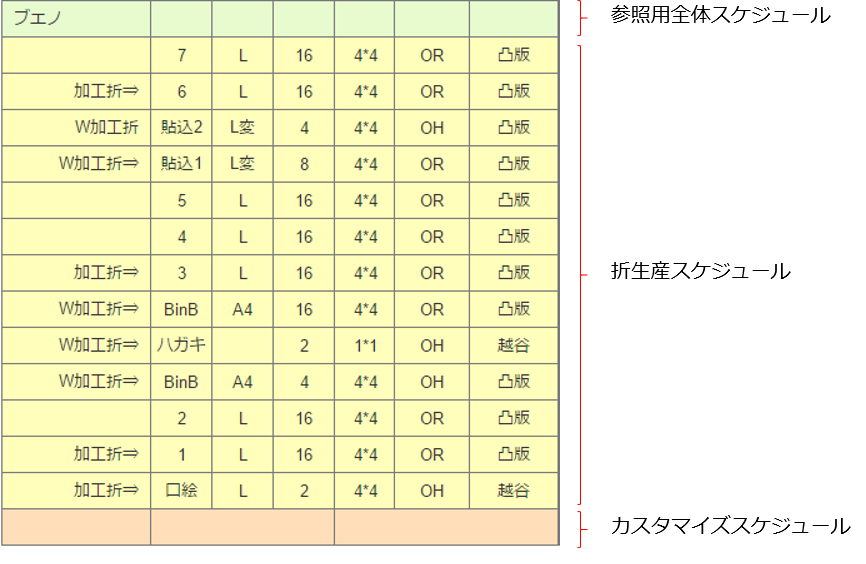 ブエノ 参照用全体スケジュール
7 L 16 4*4 OR 凸版
加工折⇒ 6 L 16 4*4 OR 凸版
W加工折 貼込2 L変 4 4*4 OH 凸版
W加工折⇒ 貼込1 L変 8 4*4 OR 凸版
5 L 16 4*4 OR 凸版
4 L 16 4*4 OR 凸版
加工折⇒ 3 L 16 4*4 OR 凸版 折生産スケジュール
W加工折⇒ BinB A4 16 4*4 OR 凸版
W加工折⇒ ハガキ 2 1*1 OH 越谷
W加工折⇒ BinB A4 4 4*4 OH 凸版
2 L 16 4*4 OR 凸版
加工折⇒ 1 L 16 4*4 OR 凸版
加工折⇒ 口絵 L 2 4*4 OH 越谷
カスタマイズスケジュール